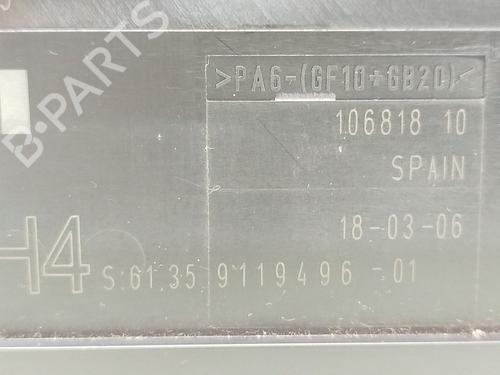 B-PARTS
>PA6-(GF10+GB20)<
106818 10
SPAIN
18-03-06
H4 S:61.35 9119496-01